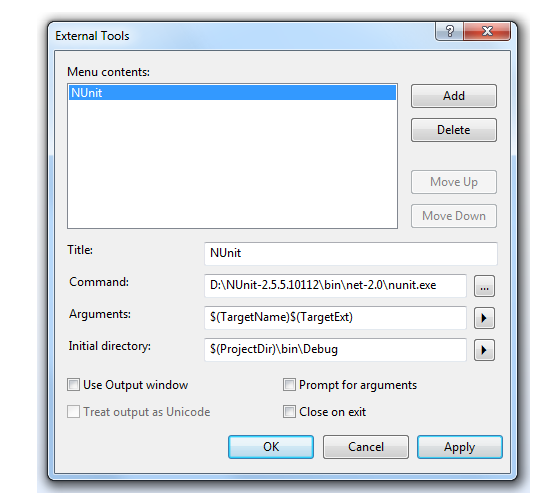 External Tools
?
Menu contents:
NUnit
Add
Delete
Move Up
Move Down
Title:
NUnit
Command:
D:\NUnit-2.5.5.10112\bin\net-2.0\nunit.exe
...
Arguments:
$(TargetName)$(TargetExt)
Initial directory:
$(ProjectDir)\bin\Debug
Use Output window
Prompt for arguments
Treat output as Unicode
Close on exit
OK
Cancel
Apply